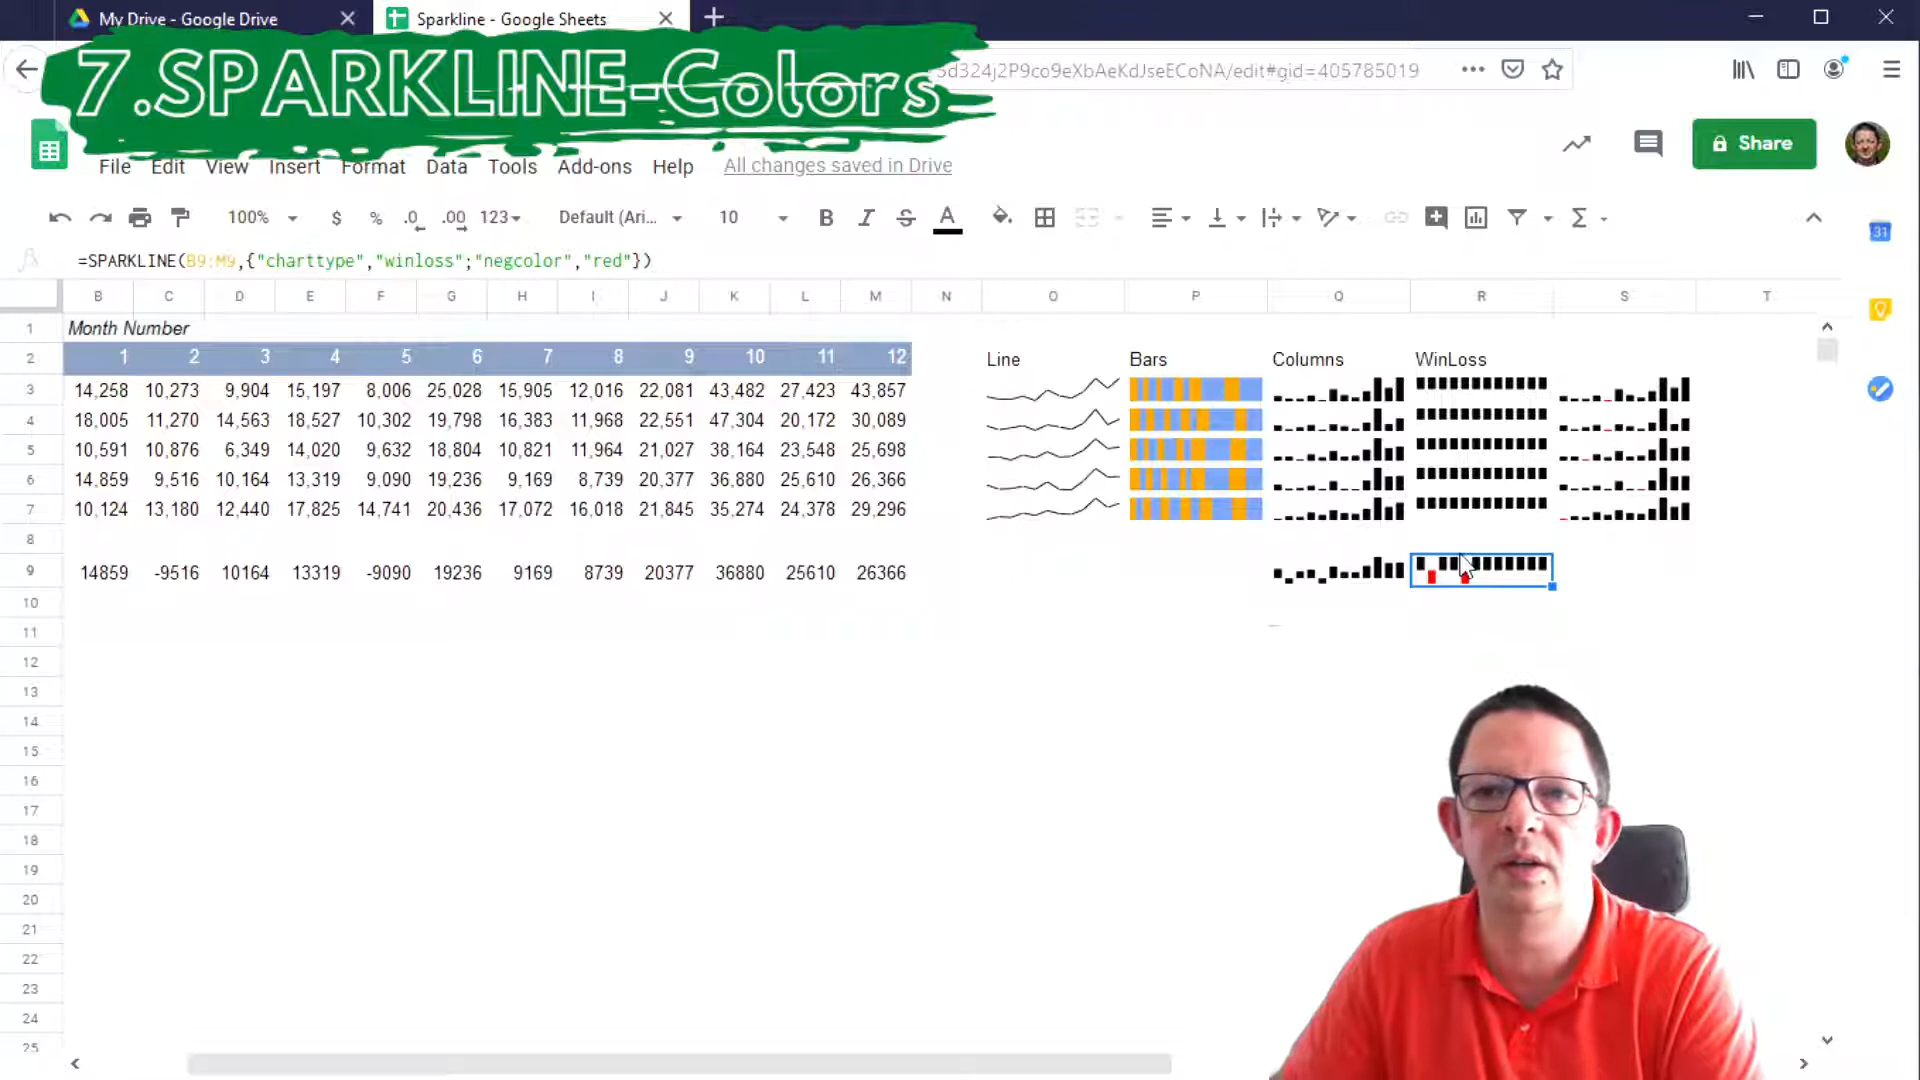 My Drive - Google Drive
Sparkline - Google Sheets
7.SPARKLINE-Colors
5d324j2P9co9eXbAeKdJseECoNA/edit#gid=405785019
File Edit View Insert Format Data Tools Add-ons Help All changes saved in Drive
Share
100% $ % .0 .00 123 Default (Ari... 10 B I S A Σ
31
fx =SPARKLINE(B9:M9,{"charttype","winloss";"negcolor","red"})
B C D E F G H I J K L M N O P Q R S T
1 Month Number
2 1 2 3 4 5 6 7 8 9 10 11 12 Line Bars Columns WinLoss
3 14,258 10,273 9,904 15,197 8,006 25,028 15,905 12,016 22,081 43,482 27,423 43,857
4 18,005 11,270 14,563 18,527 10,302 19,798 16,383 11,968 22,551 47,304 20,172 30,089
5 10,591 10,876 6,349 14,020 9,632 18,804 10,821 11,964 21,027 38,164 23,548 25,698
6 14,859 9,516 10,164 13,319 9,090 19,236 9,169 8,739 20,377 36,880 25,610 26,366
7 10,124 13,180 12,440 17,825 14,741 20,436 17,072 16,018 21,845 35,274 24,378 29,296
8
9 14859 -9516 10164 13319 -9090 19236 9169 8739 20377 36880 25610 26366
10
11
12
13
14
15
16
17
18
19
20
21
22
23
24
25